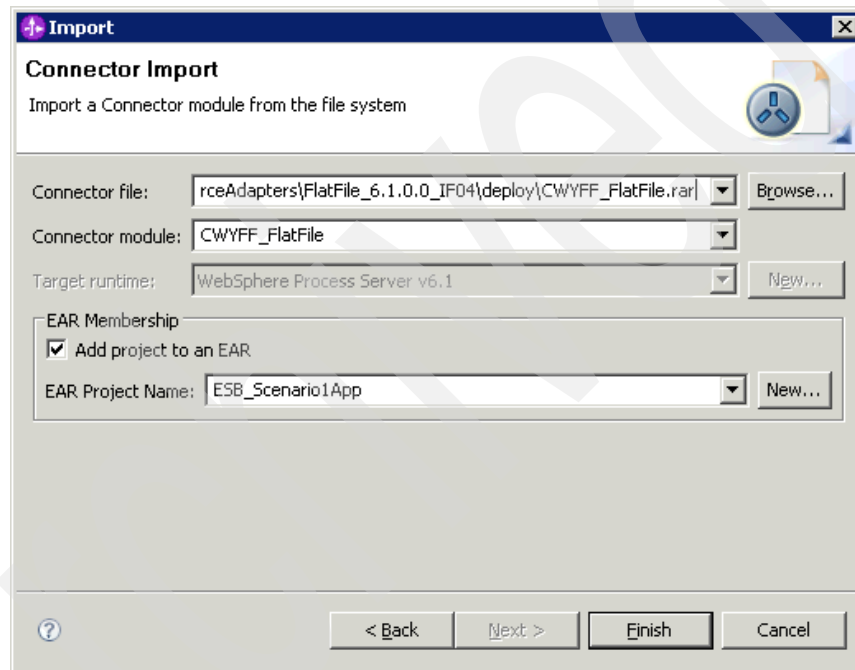 Import
Connector Import
Import a Connector module from the file system
Connector file: rceAdapters\FlatFile_6.1.0.0_IF04\deploy\CWYFF_FlatFile.rar Browse...
Connector module: CWYFF_FlatFile
Target runtime: WebSphere Process Server v6.1 New...
EAR Membership
Add project to an EAR
EAR Project Name: ESB_Scenario1App New...
? < Back Next > Finish Cancel